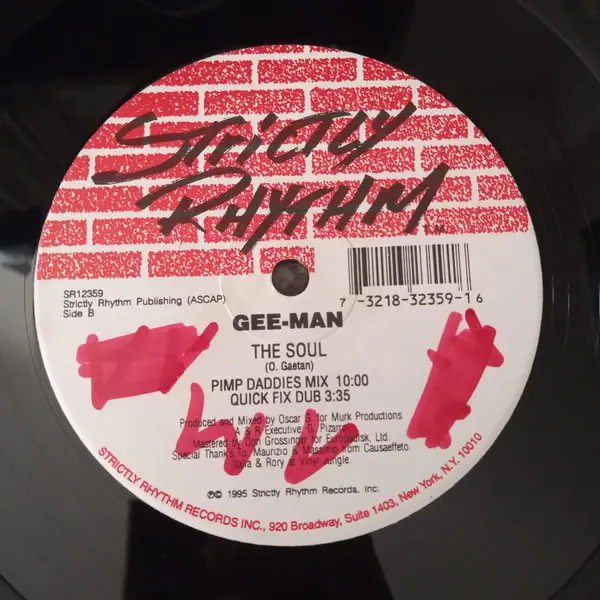 STRICTLY
RHYTHM
T.M.
SR12359
Strictly Rhythm Publishing (ASCAP)
Side B
7 -3218-32359-1 6
GEE-MAN
THE SOUL
(O. Gaetan)
PIMP DADDIES MIX 10:00
QUICK FIX DUB 3:35
Produced and Mixed by Oscar G. for Murk Productions
A & R Executive: G. Pizarro
Mastered by Don Grossinger for Europadisk, Ltd.
Special Thank's To: Maurizio & Massimo from Causaeffeto.
& Rory at Vinyl Jungle.
℗© 1995 Strictly Rhythm Records, Inc.
STRICTLY RHYTHM RECORDS INC., 920 Broadway, Suite 1403, New York, N.Y. 10010